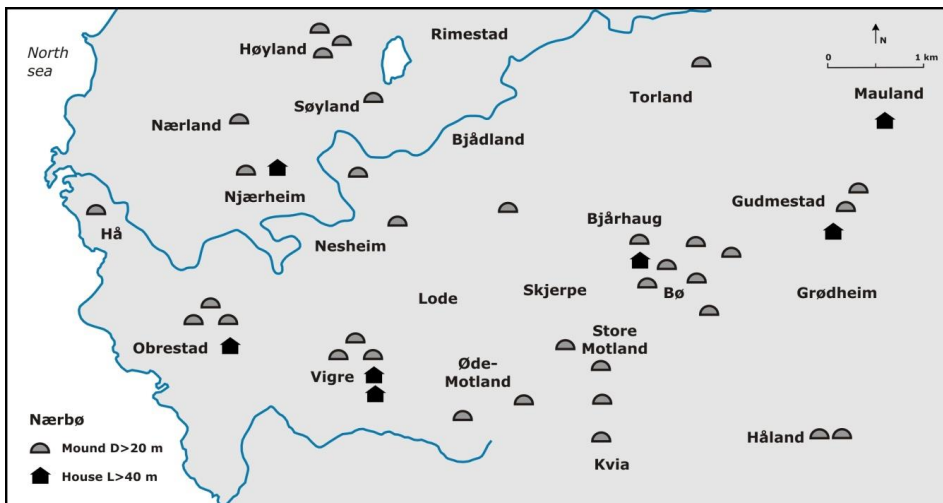 North
sea
Høyland
Rimestad
N
0
1 km
Søyland
Torland
Mauland
Nærland
Bjådland
Njærheim
Gudmestad
Bjårhaug
Hå
Nesheim
Skjerpe
Bø
Grødheim
Lode
Store
Motland
Obrestad
Vigre
Øde-
Motland
Nærbø
Mound D>20 m
House L>40 m
Håland
Kvia